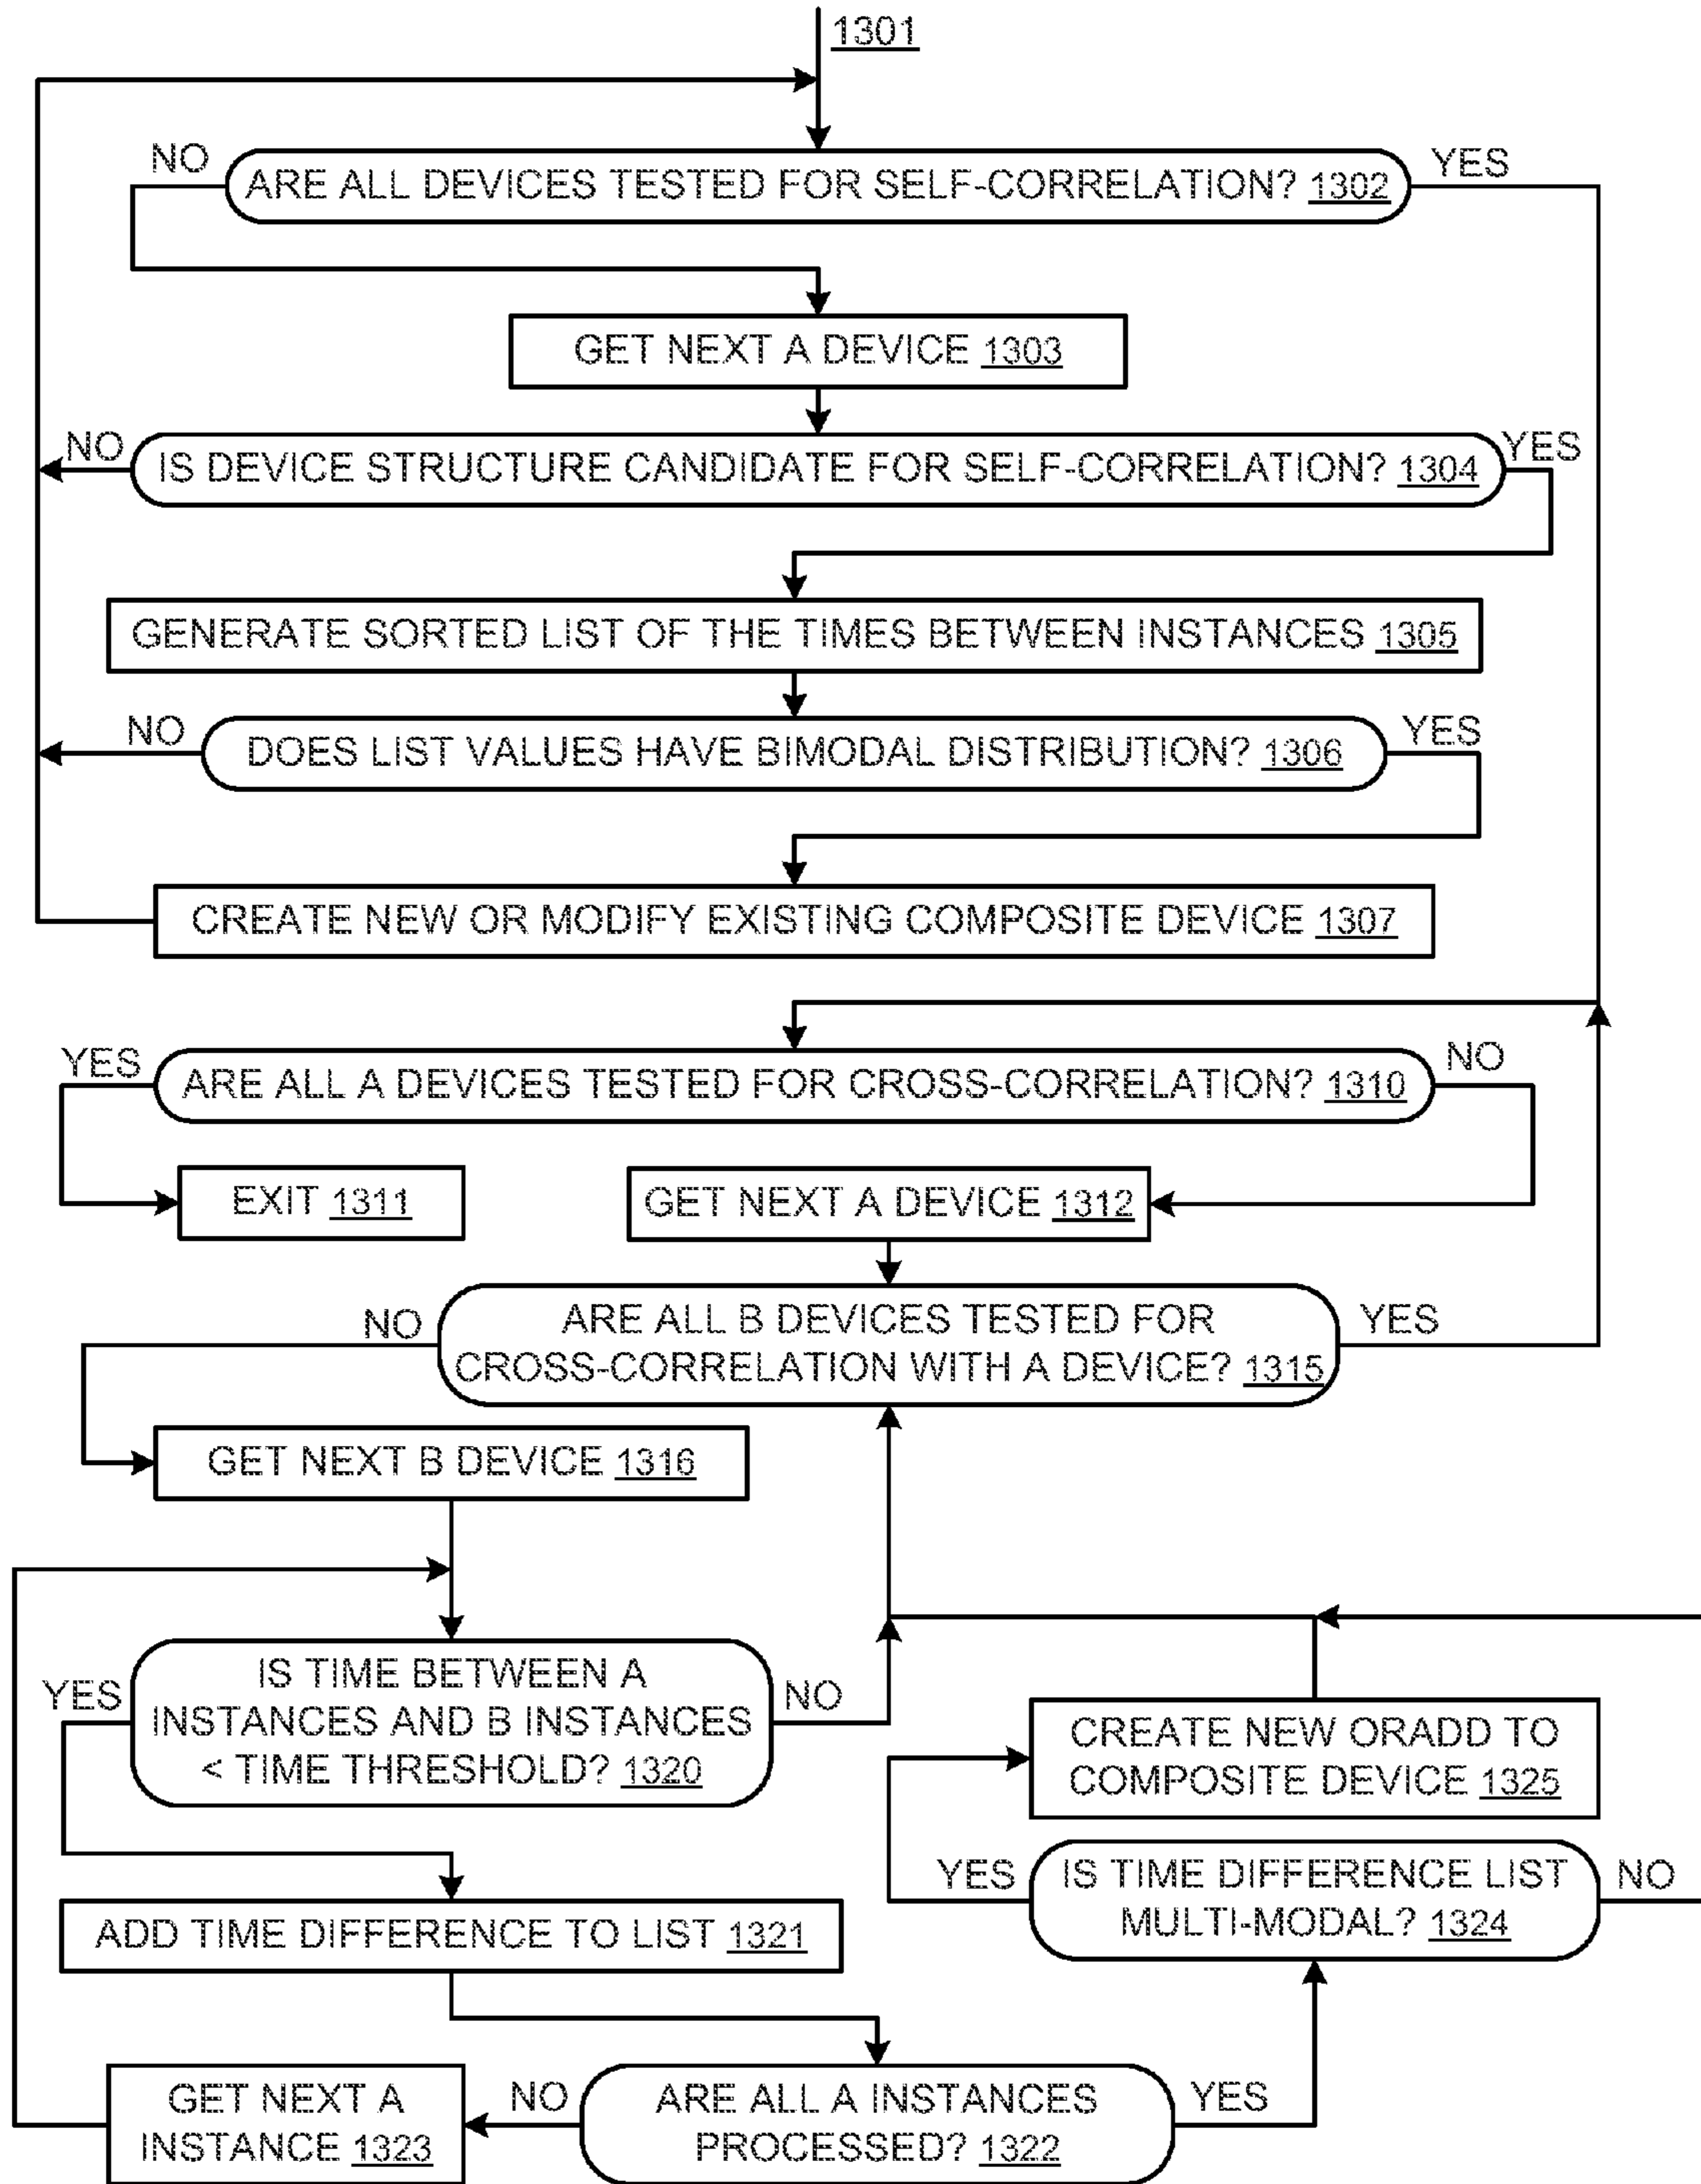 1301
NO
YES
ARE ALL DEVICES TESTED FOR SELF-CORRELATION? 1302
GET NEXT A DEVICE 1303
NO
YES
IS DEVICE STRUCTURE CANDIDATE FOR SELF-CORRELATION? 1304
GENERATE SORTED LIST OF THE TIMES BETWEEN INSTANCES 1305
NO
YES
DOES LIST VALUES HAVE BIMODAL DISTRIBUTION? 1306
CREATE NEW OR MODIFY EXISTING COMPOSITE DEVICE 1307
YES
NO
ARE ALL A DEVICES TESTED FOR CROSS-CORRELATION? 1310
EXIT 1311
GET NEXT A DEVICE 1312
NO
ARE ALL B DEVICES TESTED FOR
CROSS-CORRELATION WITH A DEVICE? 1315
YES
GET NEXT B DEVICE 1316
YES
IS TIME BETWEEN A
INSTANCES AND B INSTANCES
< TIME THRESHOLD? 1320
NO
CREATE NEW ORADD TO
COMPOSITE DEVICE 1325
YES
IS TIME DIFFERENCE LIST
MULTI-MODAL? 1324
NO
ADD TIME DIFFERENCE TO LIST 1321
GET NEXT A
INSTANCE 1323
NO
ARE ALL A INSTANCES
PROCESSED? 1322
YES